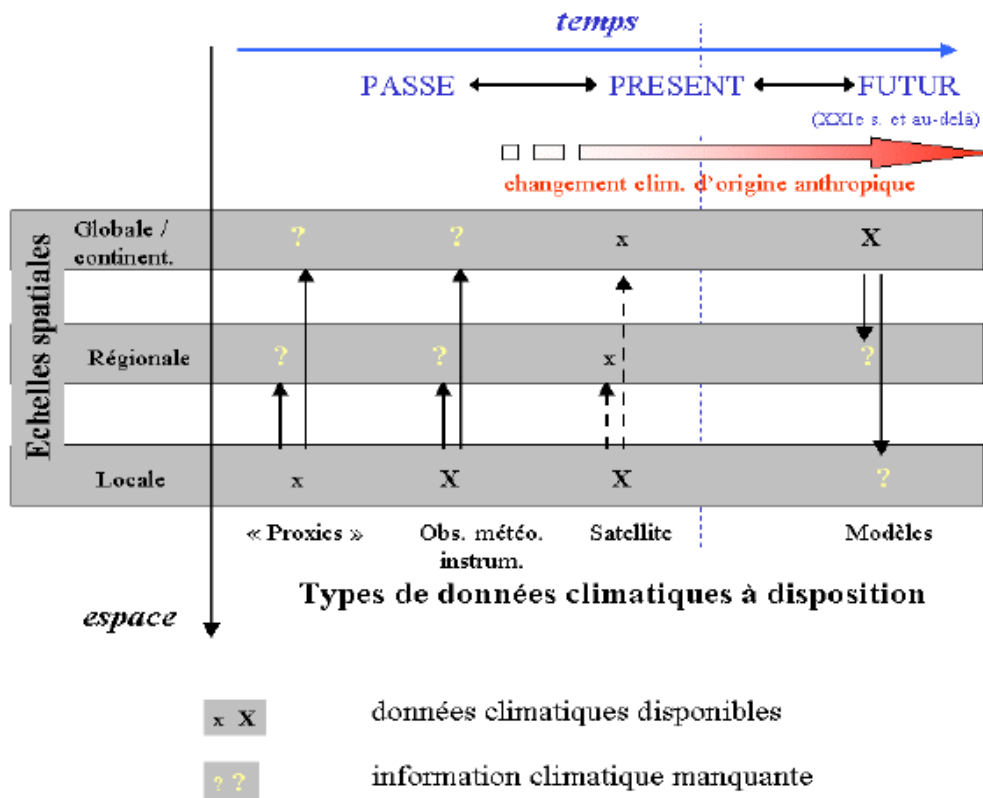 temps
PASSE PRESENT FUTUR
(XXIe s. et au-delà)
changement clim. d'origine anthropique
Echelles spatiales
Globale / continent.
? ? x X
Régionale
? ? x ?
Locale
x X X ?
« Proxies » Obs. météo. instrum. Satellite Modèles
Types de données climatiques à disposition
espace
x X données climatiques disponibles
? ? information climatique manquante